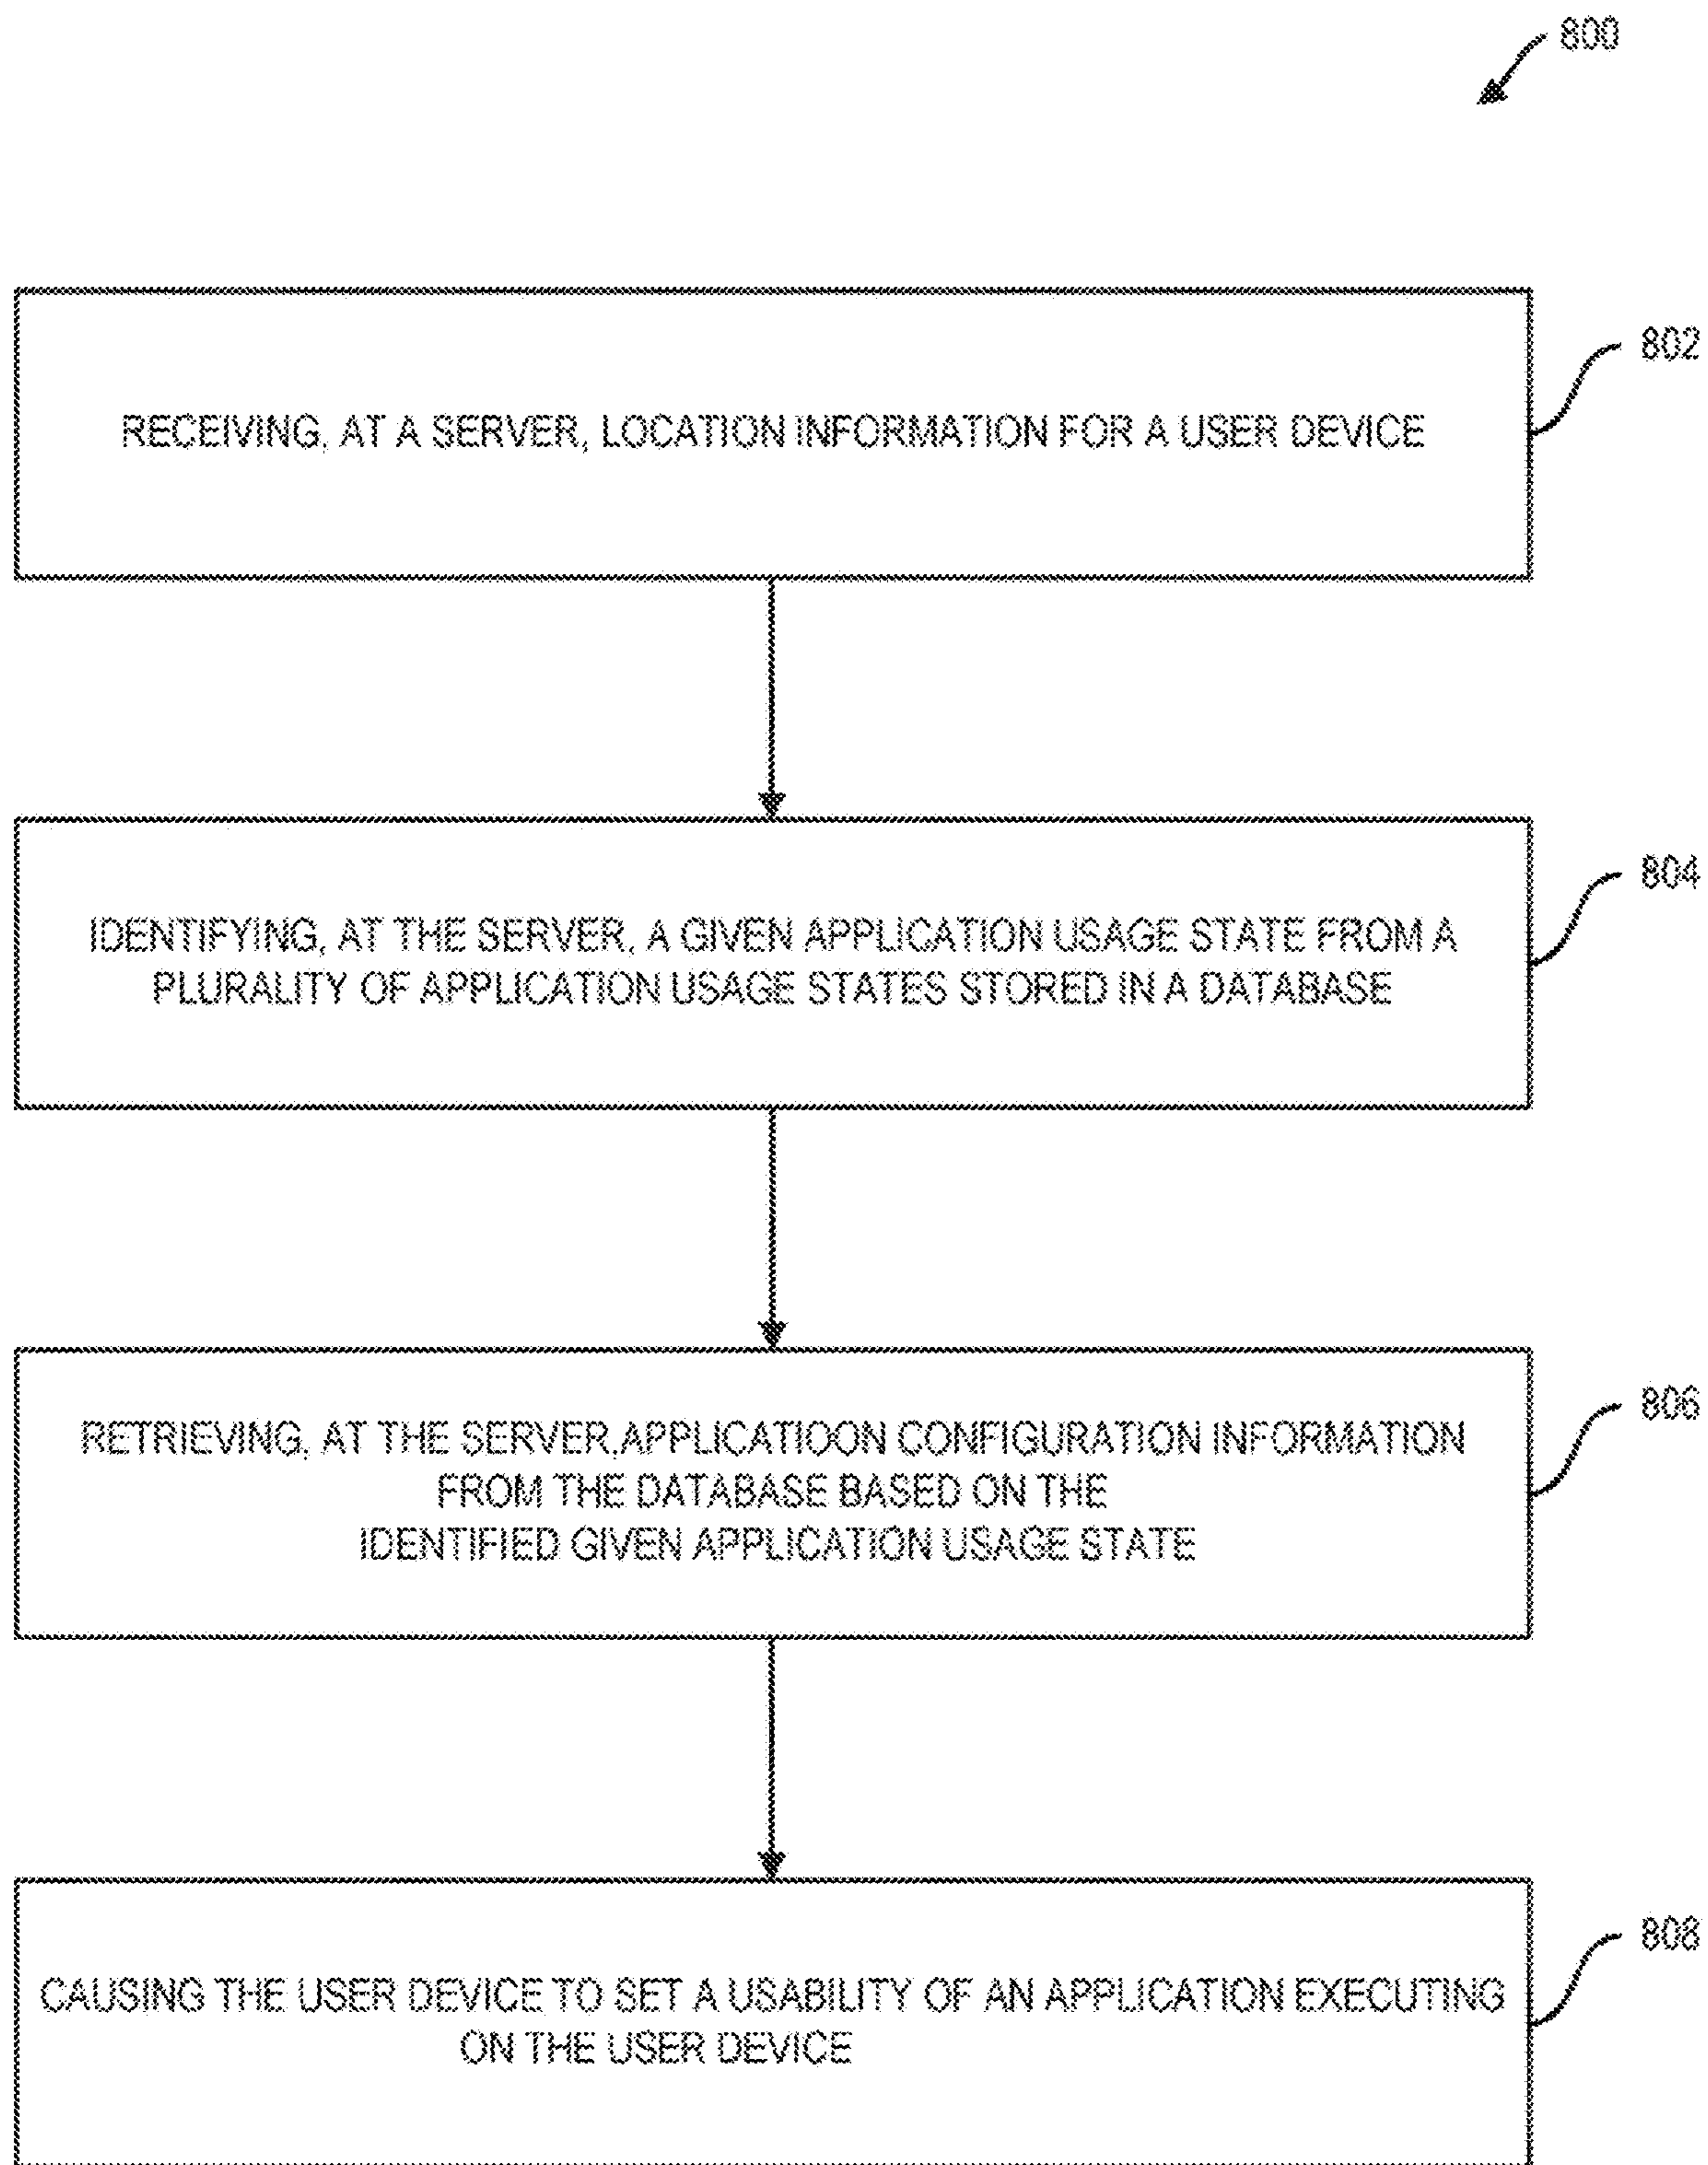 800
RECEIVING, AT A SERVER, LOCATION INFORMATION FOR A USER DEVICE
802
IDENTIFYING, AT THE SERVER, A GIVEN APPLICATION USAGE STATE FROM A
PLURALITY OF APPLICATION USAGE STATES STORED IN A DATABASE
804
RETRIEVING, AT THE SERVER,APPLICATIOON CONFIGURATION INFORMATION
FROM THE DATABASE BASED ON THE
IDENTIFIED GIVEN APPLICATION USAGE STATE
806
CAUSING THE USER DEVICE TO SET A USABILITY OF AN APPLICATION EXECUTING
ON THE USER DEVICE
808